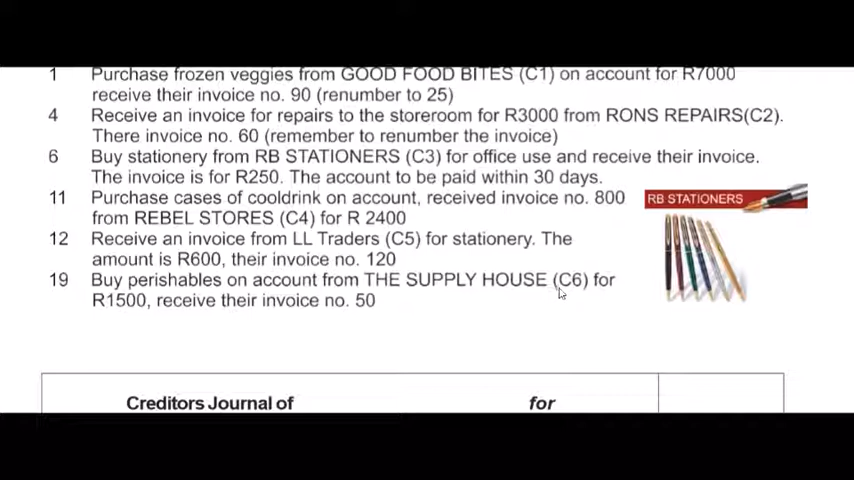 1 Purchase frozen veggies from GOOD FOOD BITES (C1) on account for R7000
receive their invoice no. 90 (renumber to 25)
4 Receive an invoice for repairs to the storeroom for R3000 from RONS REPAIRS(C2).
There invoice no. 60 (remember to renumber the invoice)
6 Buy stationery from RB STATIONERS (C3) for office use and receive their invoice.
The invoice is for R250. The account to be paid within 30 days.
11 Purchase cases of cooldrink on account, received invoice no. 800
from REBEL STORES (C4) for R 2400
RB STATIONERS
12 Receive an invoice from LL Traders (C5) for stationery. The
amount is R600, their invoice no. 120
19 Buy perishables on account from THE SUPPLY HOUSE (C6) for
R1500, receive their invoice no. 50
Creditors Journal of for